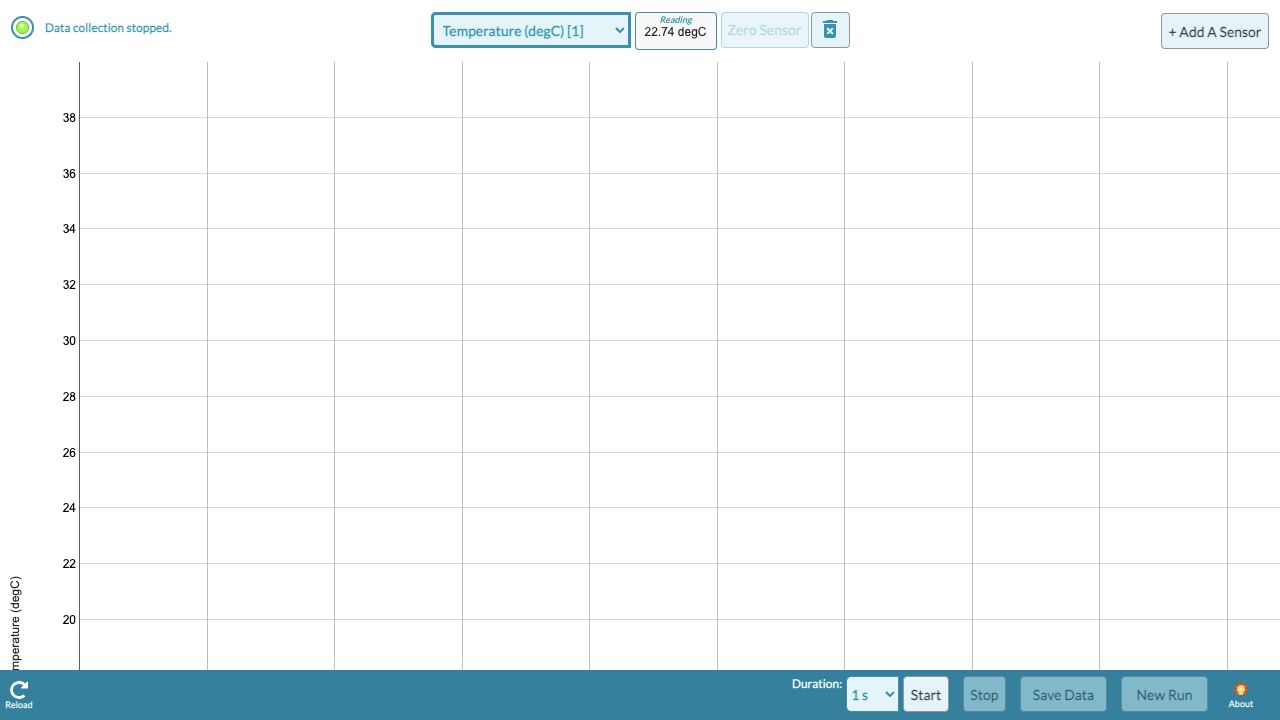 Data collection stopped.
Temperature (degC) [1]
Reading
22.74 degC
Zero Sensor
+ Add A Sensor
38
36
34
32
30
28
26
24
22
20
mperature (degC)
Reload
Duration:
1 s
Start
Stop
Save Data
New Run
About